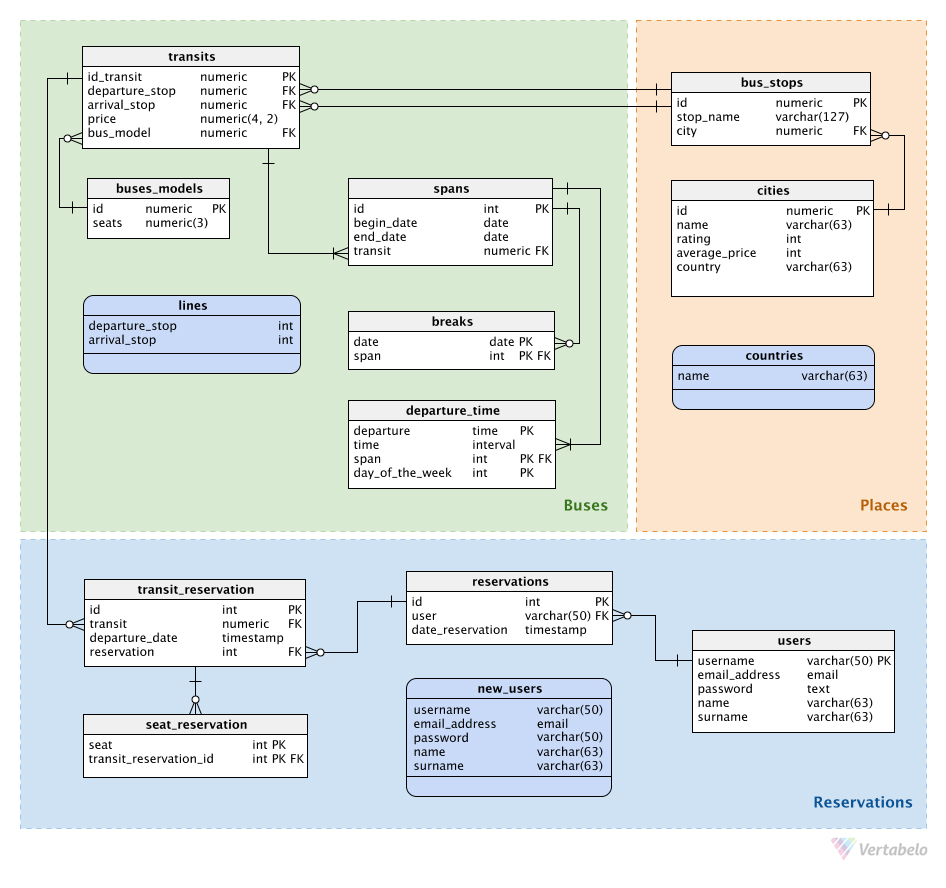 transits
id_transit numeric PK
departure_stop numeric FK
arrival_stop numeric FK
price numeric(4, 2)
bus_model numeric FK
buses_models
id numeric PK
seats numeric(3)
spans
id int PK
begin_date date
end_date date
transit numeric FK
lines
departure_stop int
arrival_stop int
breaks
date date PK
span int PK FK
departure_time
departure time PK
time interval
span int PK FK
day_of_the_week int PK
Buses
bus_stops
id numeric PK
stop_name varchar(127)
city numeric FK
cities
id numeric PK
name varchar(63)
rating int
average_price int
country varchar(63)
countries
name varchar(63)
Places
transit_reservation
id int PK
transit numeric FK
departure_date timestamp
reservation int FK
seat_reservation
seat int PK
transit_reservation_id int PK FK
reservations
id int PK
user varchar(50) FK
date_reservation timestamp
new_users
username varchar(50)
email_address email
password varchar(50)
name varchar(63)
surname varchar(63)
users
username varchar(50) PK
email_address email
password text
name varchar(63)
surname varchar(63)
Reservations
Vertabelo